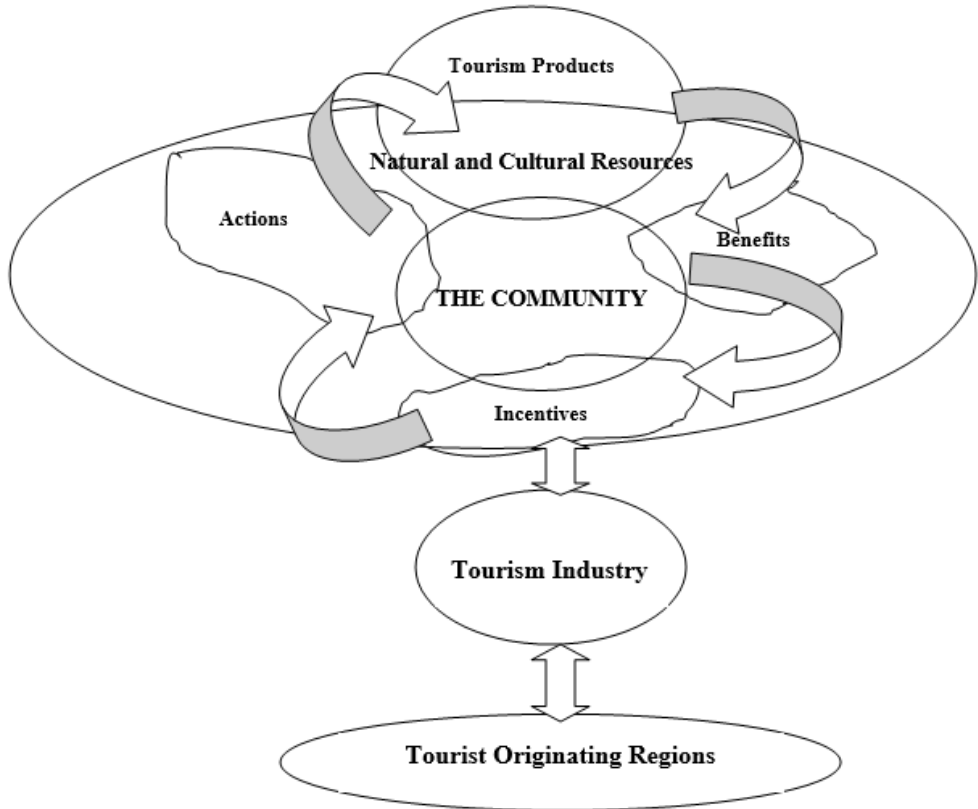 Tourism Products
Natural and Cultural Resources
Actions
Benefits
THE COMMUNITY
Incentives
Tourism Industry
Tourist Originating Regions